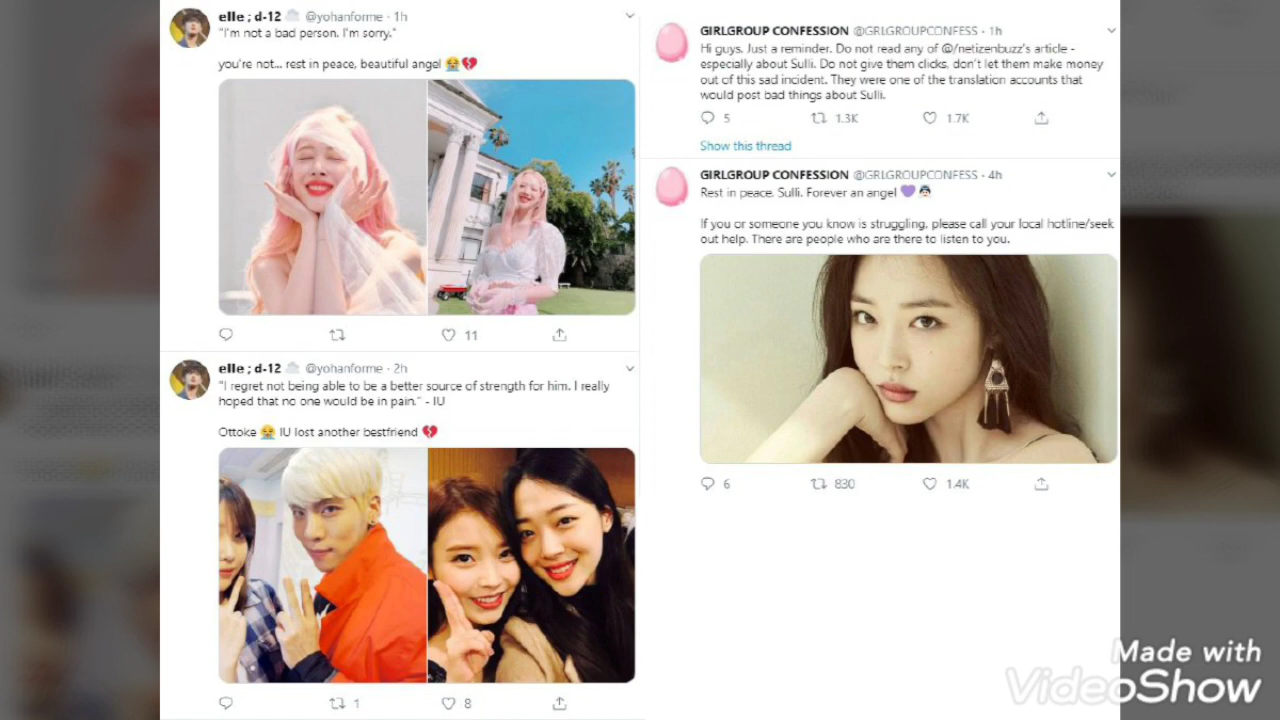 elle ; d-12 @yohanforme · 1h
"I'm not a bad person. I'm sorry."
you're not... rest in peace, beautiful angel 😭💔
11
elle ; d-12 @yohanforme · 2h
"I regret not being able to be a better source of strength for him. I really
hoped that no one would be in pain." - IU
Ottoke 😭 IU lost another bestfriend 💔
1 8
GIRLGROUP CONFESSION @GRLGROUPCONFESS · 1h
Hi guys. Just a reminder. Do not read any of @/netizenbuzz's article -
especially about Sulli. Do not give them clicks, don't let them make money
out of this sad incident. They were one of the translation accounts that
would post bad things about Sulli.
5 1.3K 1.7K
Show this thread
GIRLGROUP CONFESSION @GRLGROUPCONFESS · 4h
Rest in peace, Sulli. Forever an angel 💜
If you or someone you know is struggling, please call your local hotline/seek
out help. There are people who are there to listen to you.
6 830 1.4K
Made with
VideoShow